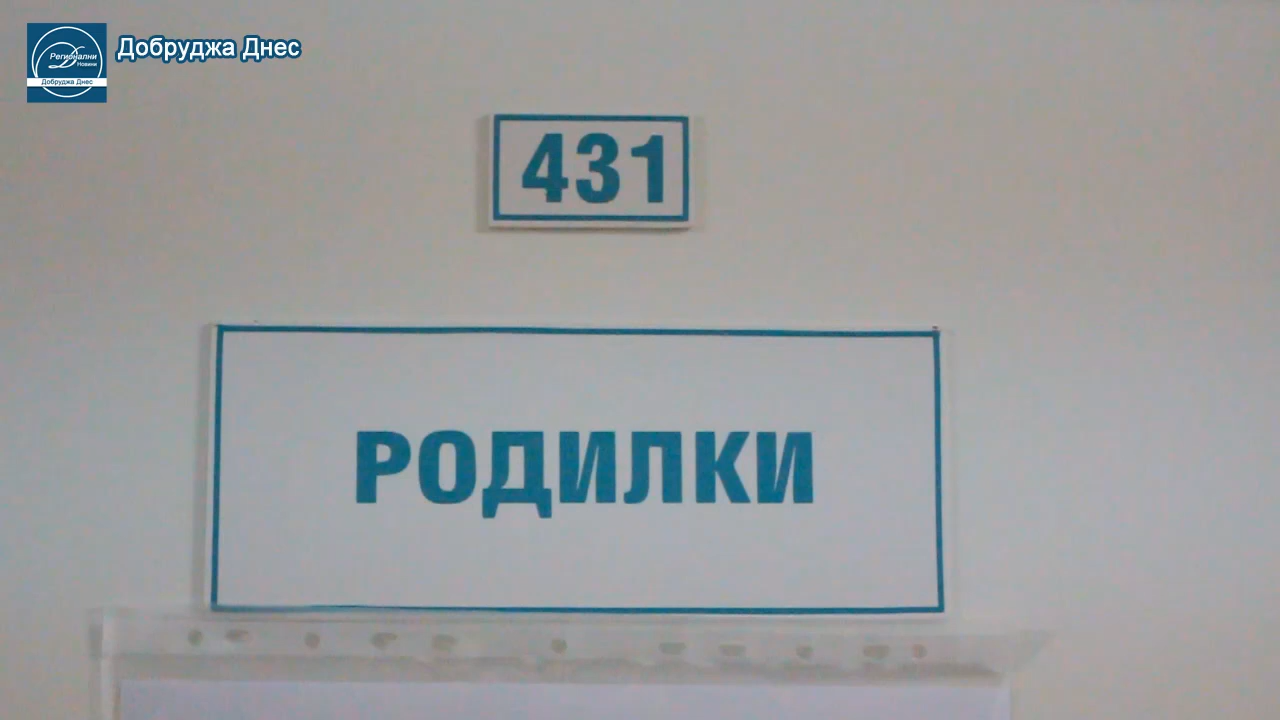 Добруджа Днес
Регионални
Новини
Добруджа Днес
431
РОДИЛКИ